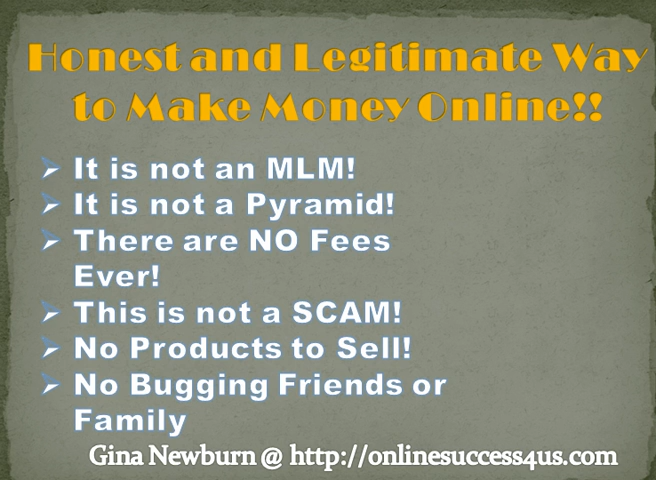 Honest and Legitimate Way
to Make Money Online!!
➢ It is not an MLM!
➢ It is not a Pyramid!
➢ There are NO Fees
Ever!
➢ This is not a SCAM!
➢ No Products to Sell!
➢ No Bugging Friends or
Family
Gina Newburn @ http://onlinesuccess4us.com